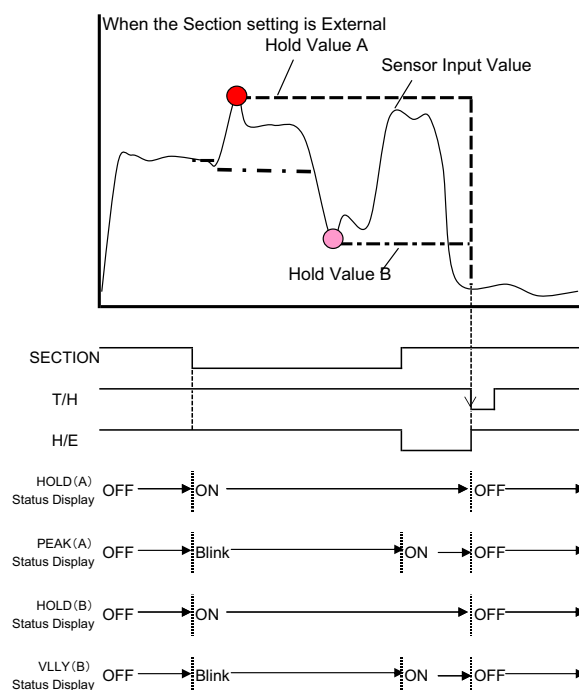 When the Section setting is External
Hold Value A
Sensor Input Value
Hold Value B
SECTION
T/H
H/E
HOLD(A)
Status Display
OFF ON OFF
PEAK(A)
Status Display
OFF Blink ON OFF
HOLD(B)
Status Display
OFF ON OFF
VLLY(B)
Status Display
OFF Blink ON OFF